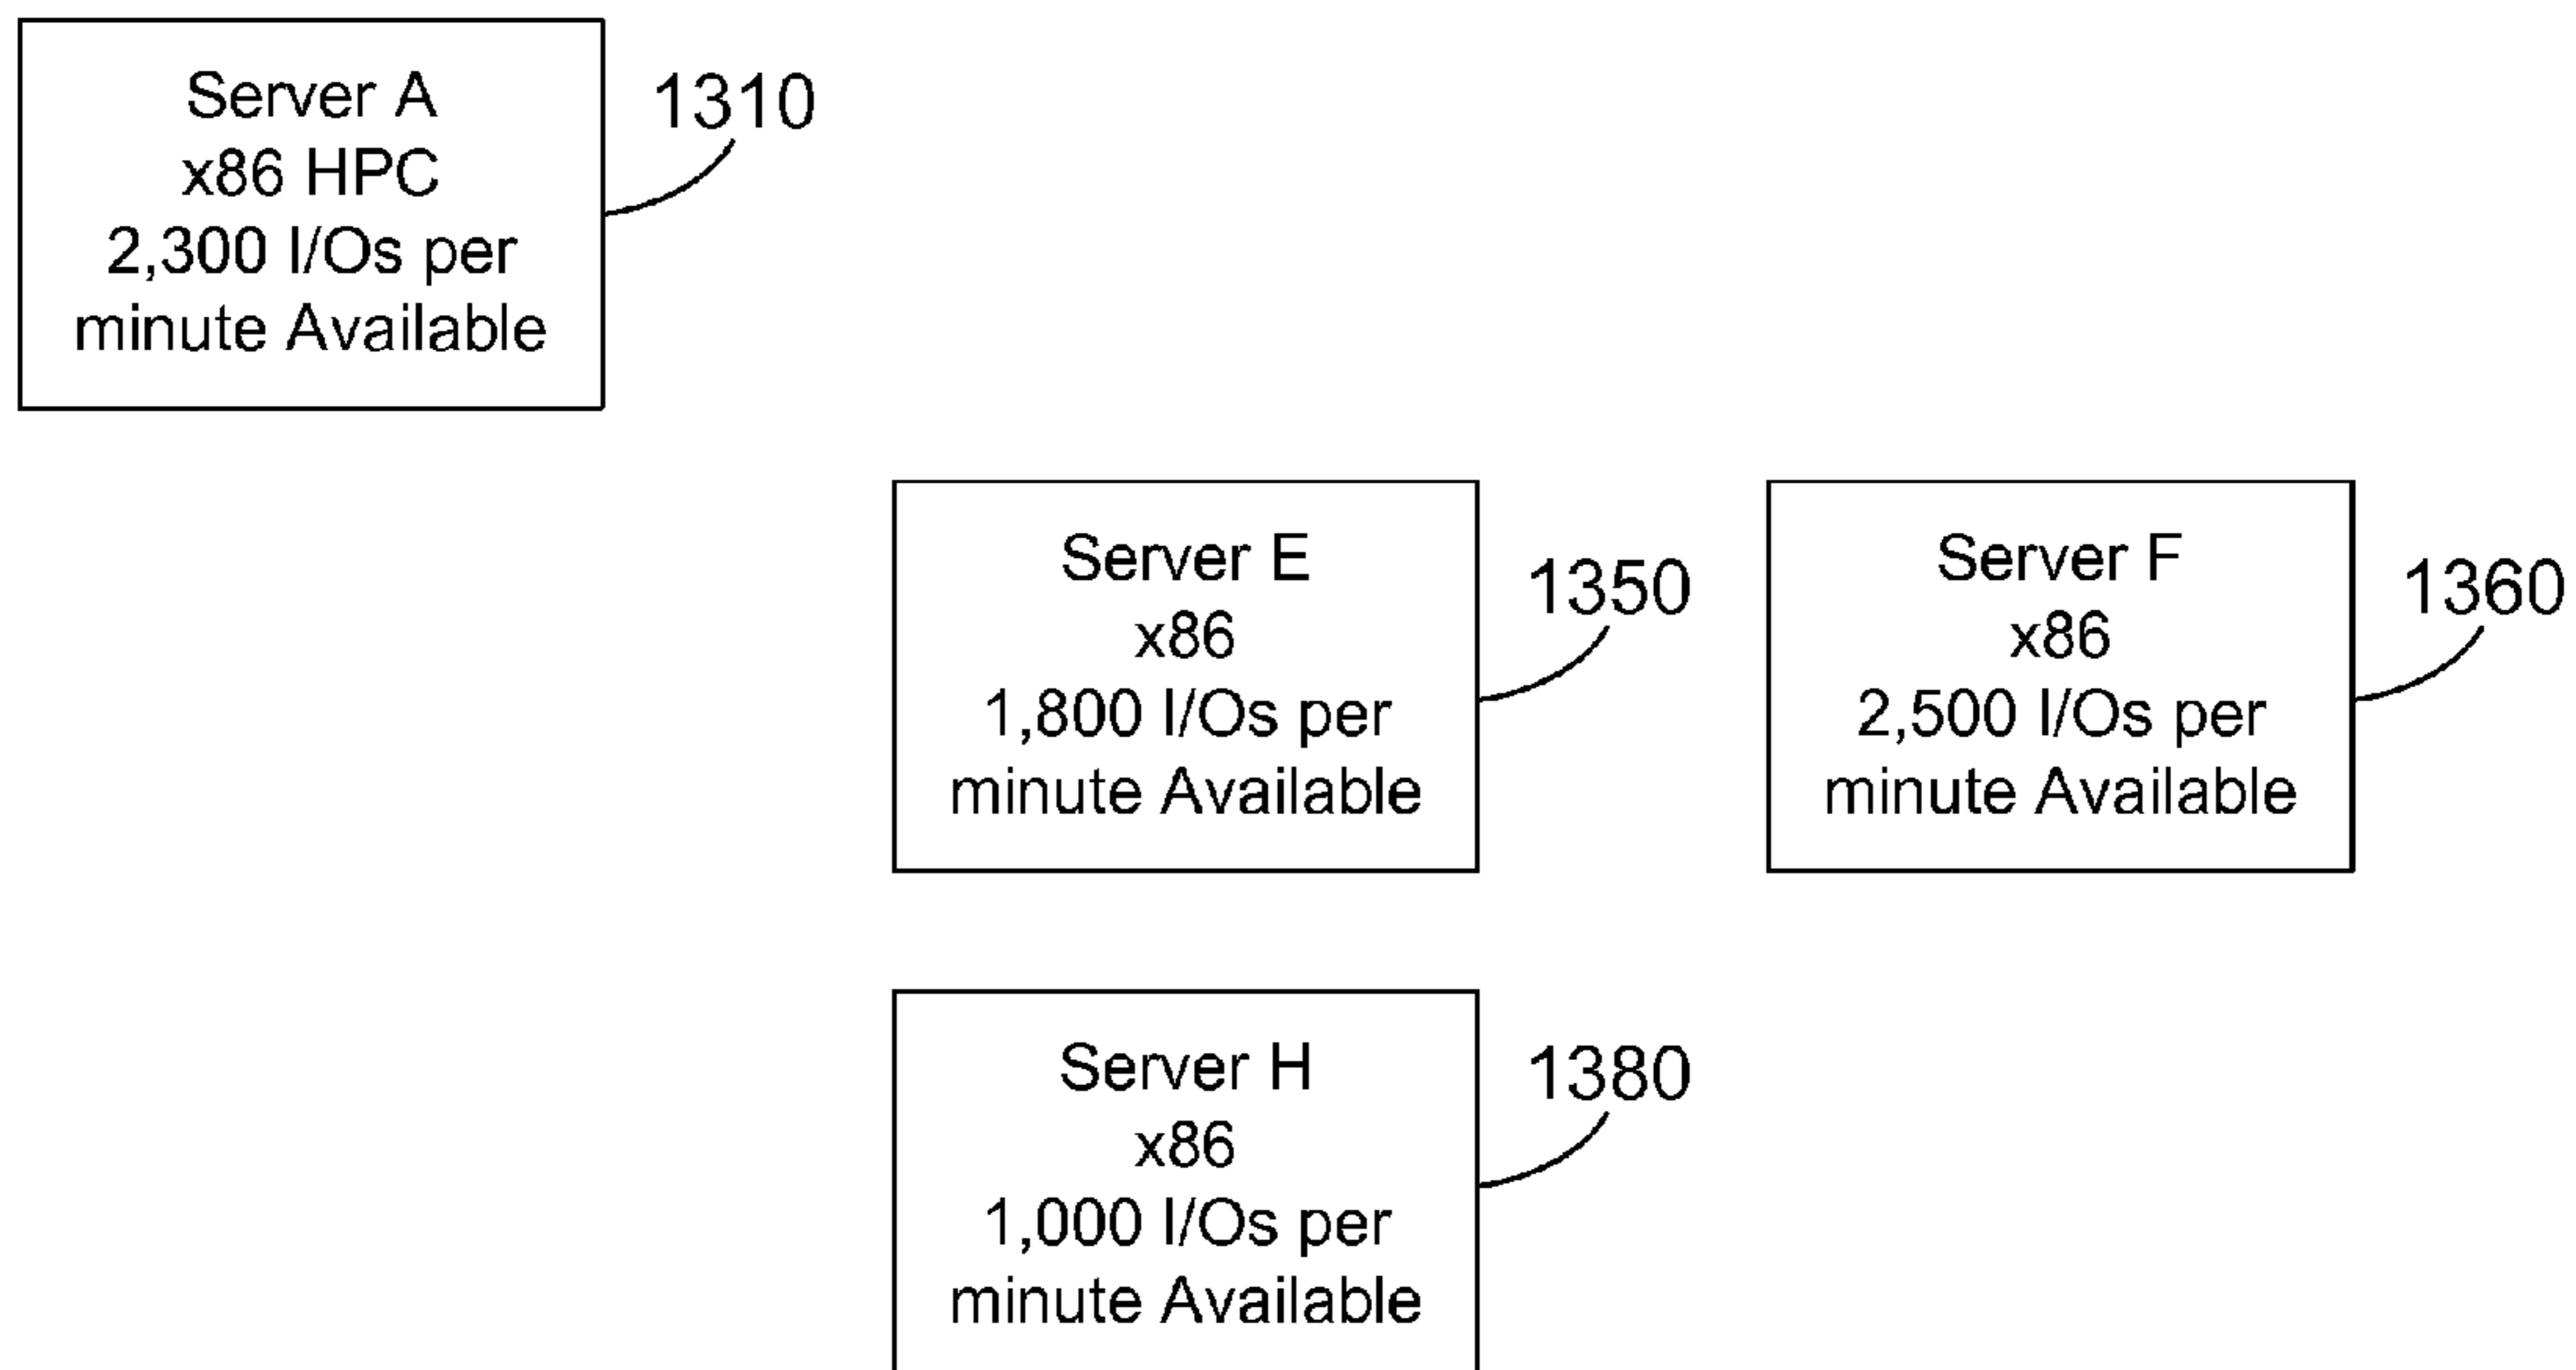 Server A
x86 HPC
2,300 I/Os per
minute Available
1310
Server E
x86
1,800 I/Os per
minute Available
1350
Server F
x86
2,500 I/Os per
minute Available
1360
Server H
x86
1,000 I/Os per
minute Available
1380